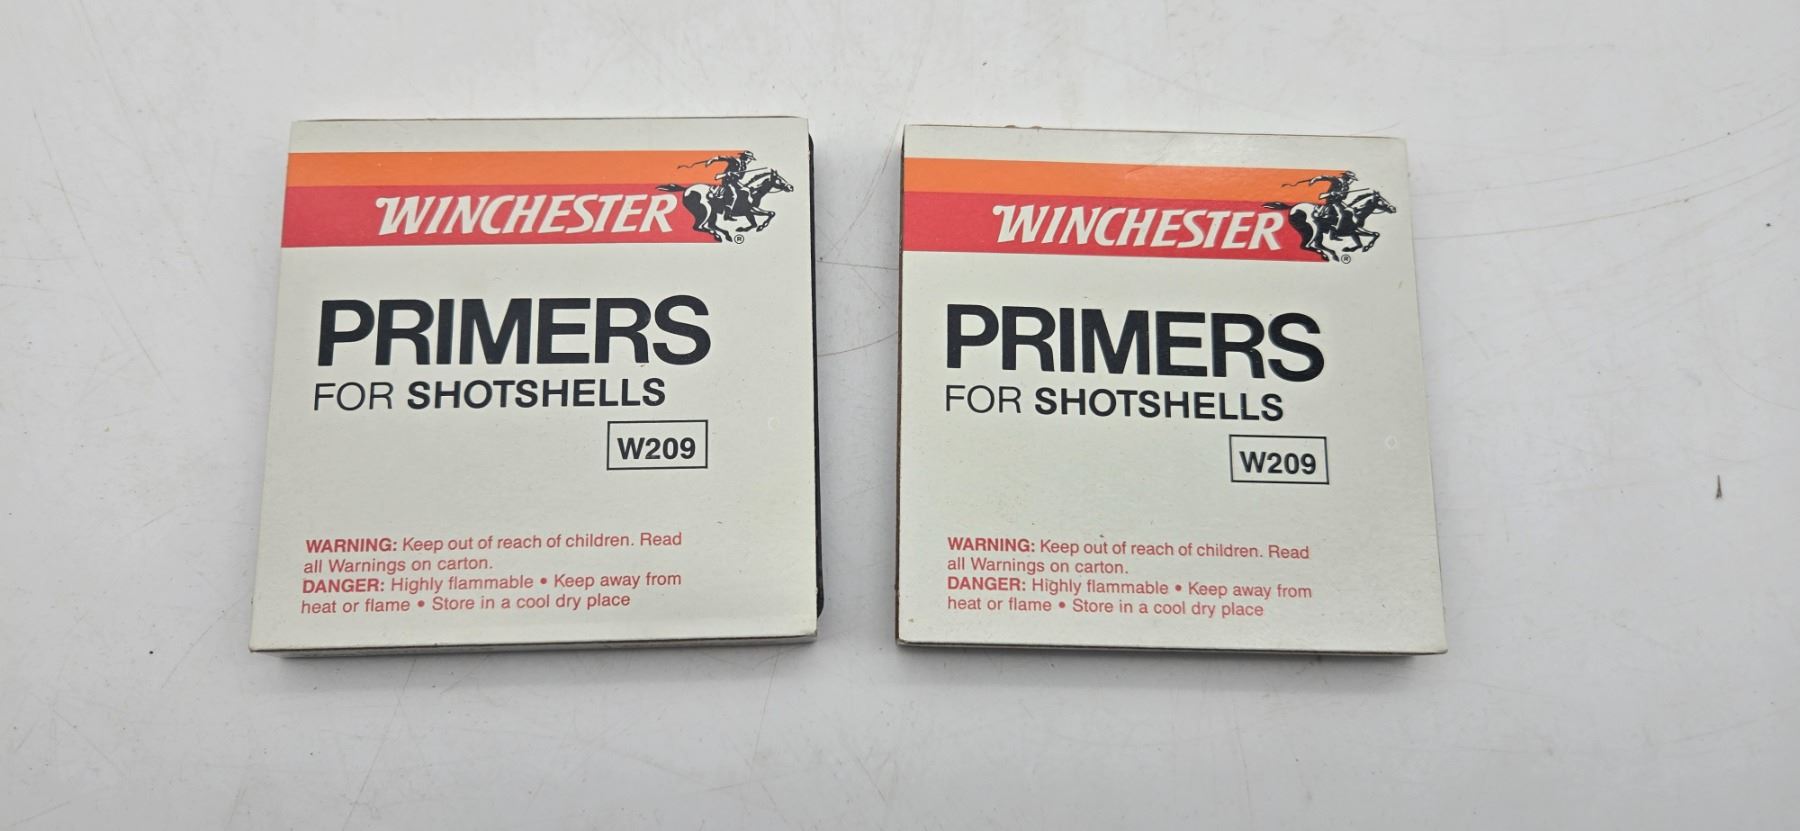 WINCHESTER
®
PRIMERS
FOR SHOTSHELLS
W209
WARNING: Keep out of reach of children. Read
all Warnings on carton.
DANGER: Highly flammable • Keep away from
heat or flame • Store in a cool dry place
WINCHESTER
®
PRIMERS
FOR SHOTSHELLS
W209
WARNING: Keep out of reach of children. Read
all Warnings on carton.
DANGER: Highly flammable • Keep away from
heat or flame • Store in a cool dry place